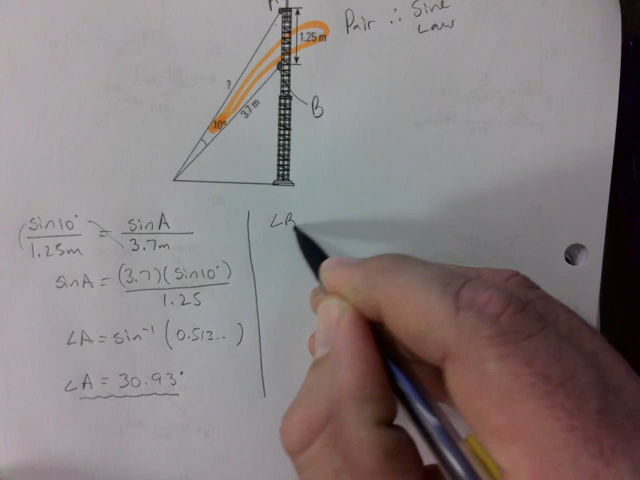 Pair ∴ Sine
Law
1.25 m
?
10°
3.7 m
B
sin10° / 1.25m = sinA / 3.7m
sinA = (3.7)(sin10°) / 1.25
∠A = sin⁻¹ (0.513..)
∠A = 30.93°
∠B